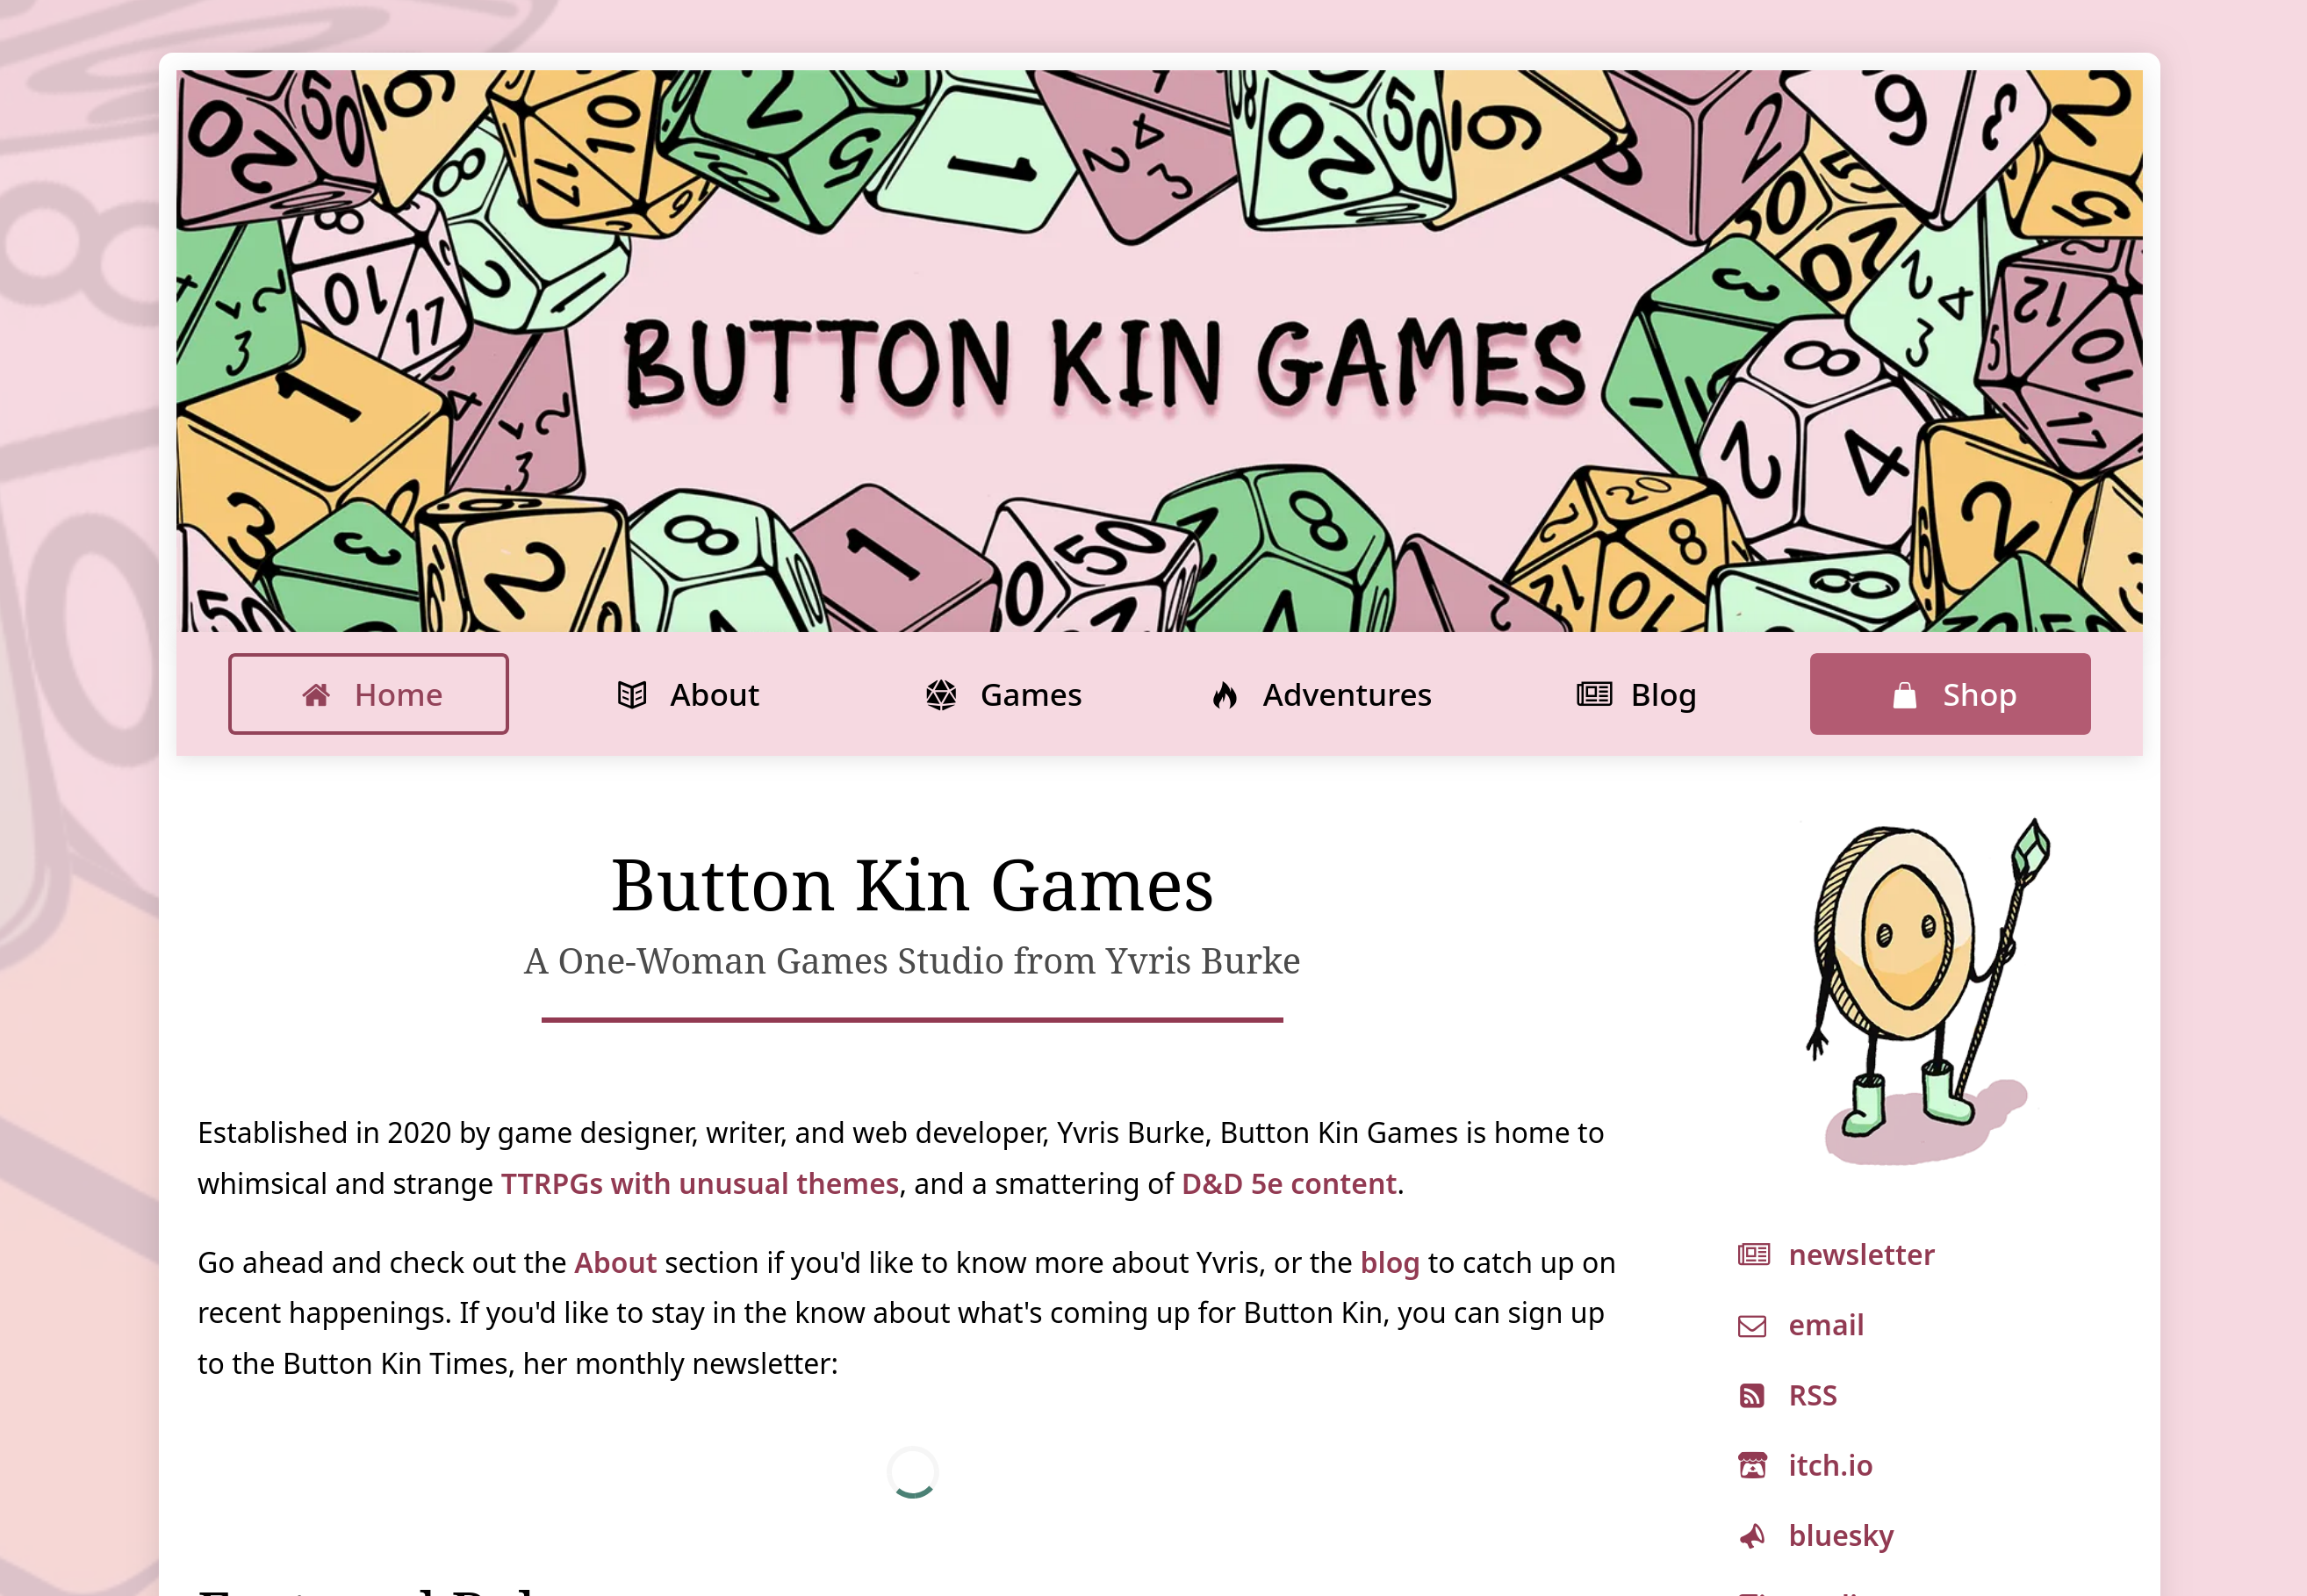 BUTTON KIN GAMES
Home
About
Games
Adventures
Blog
Shop
Button Kin Games
A One-Woman Games Studio from Yvris Burke
Established in 2020 by game designer, writer, and web developer, Yvris Burke, Button Kin Games is home to
whimsical and strange TTRPGs with unusual themes, and a smattering of D&D 5e content.
Go ahead and check out the About section if you'd like to know more about Yvris, or the blog to catch up on
recent happenings. If you'd like to stay in the know about what's coming up for Button Kin, you can sign up
to the Button Kin Times, her monthly newsletter:
newsletter
email
RSS
itch.io
bluesky